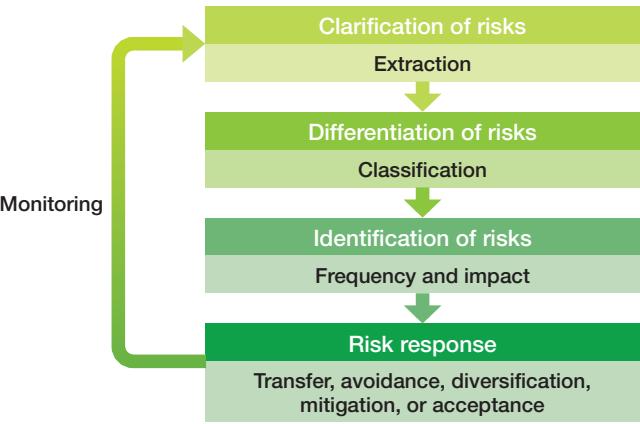 Clarification of risks
Extraction
Differentiation of risks
Classification
Monitoring
Identification of risks
Frequency and impact
Risk response
Transfer, avoidance, diversification,
mitigation, or acceptance